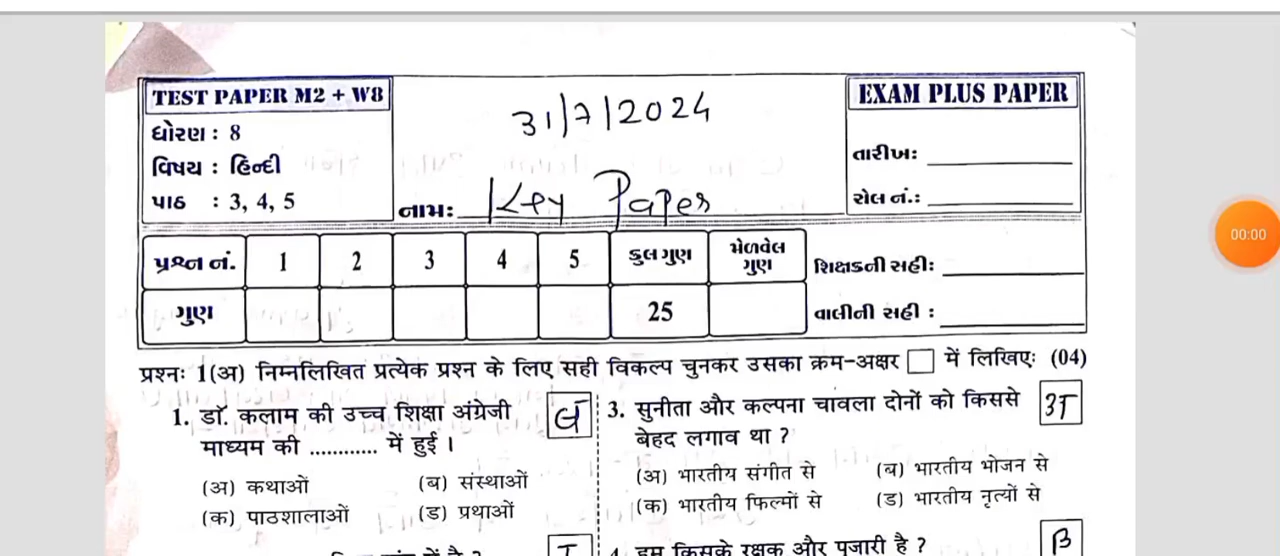 TEST PAPER M2 + W8
ધોરણ : 8
વિષય : હિન્દી
પાઠ : 3, 4, 5
31/7/2024
નામ: Key Paper
EXAM PLUS PAPER
તારીખઃ
રોલ નં.:
પ્રશ્ન નં. 1 2 3 4 5 કુલ ગુણ મેળવેલ ગુણ
ગુણ 25
શિક્ષકની સહીઃ
વાલીની સહી :
00:00
प्रश्नः 1(अ) निम्नलिखित प्रत्येक प्रश्न के लिए सही विकल्प चुनकर उसका क्रम-अक्षर □ में लिखिएः (04)
1. डॉ. कलाम की उच्च शिक्षा अंग्रेजी
माध्यम की ............ में हुई ।
(अ) कथाओं (ब) संस्थाओं
(क) पाठशालाओं (ड) प्रथाओं
3. सुनीता और कल्पना चावला दोनों को किससे अ
बेहद लगाव था ?
(अ) भारतीय संगीत से (ब) भारतीय भोजन से
(क) भारतीय फिल्मों से (ड) भारतीय नृत्यों से
4. हम किसके रक्षक और पूजारी है ?